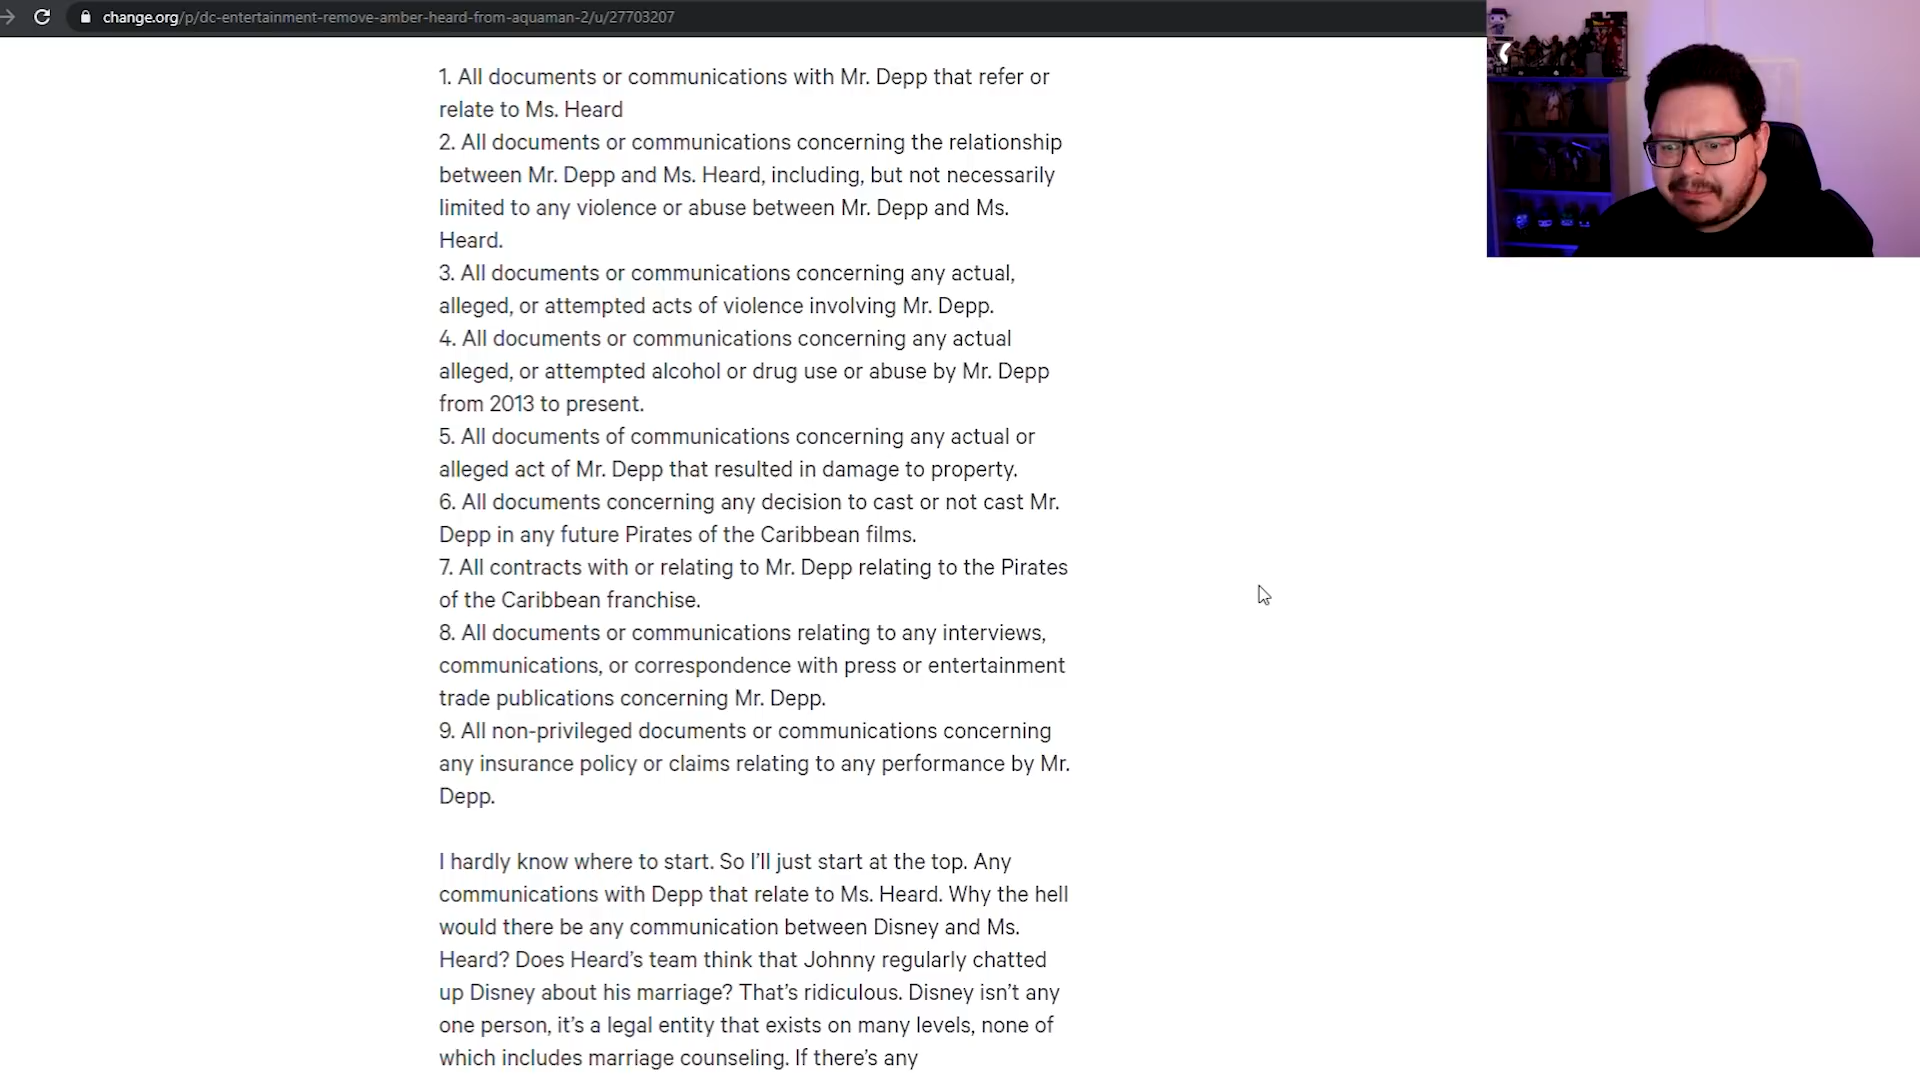 change.org/p/dc-entertainment-remove-amber-heard-from-aquaman-2/u/27703207
1. All documents or communications with Mr. Depp that refer or
relate to Ms. Heard
2. All documents or communications concerning the relationship
between Mr. Depp and Ms. Heard, including, but not necessarily
limited to any violence or abuse between Mr. Depp and Ms.
Heard.
3. All documents or communications concerning any actual,
alleged, or attempted acts of violence involving Mr. Depp.
4. All documents or communications concerning any actual
alleged, or attempted alcohol or drug use or abuse by Mr. Depp
from 2013 to present.
5. All documents of communications concerning any actual or
alleged act of Mr. Depp that resulted in damage to property.
6. All documents concerning any decision to cast or not cast Mr.
Depp in any future Pirates of the Caribbean films.
7. All contracts with or relating to Mr. Depp relating to the Pirates
of the Caribbean franchise.
8. All documents or communications relating to any interviews,
communications, or correspondence with press or entertainment
trade publications concerning Mr. Depp.
9. All non-privileged documents or communications concerning
any insurance policy or claims relating to any performance by Mr.
Depp.
I hardly know where to start. So I'll just start at the top. Any
communications with Depp that relate to Ms. Heard. Why the hell
would there be any communication between Disney and Ms.
Heard? Does Heard's team think that Johnny regularly chatted
up Disney about his marriage? That's ridiculous. Disney isn't any
one person, it's a legal entity that exists on many levels, none of
which includes marriage counseling. If there's any